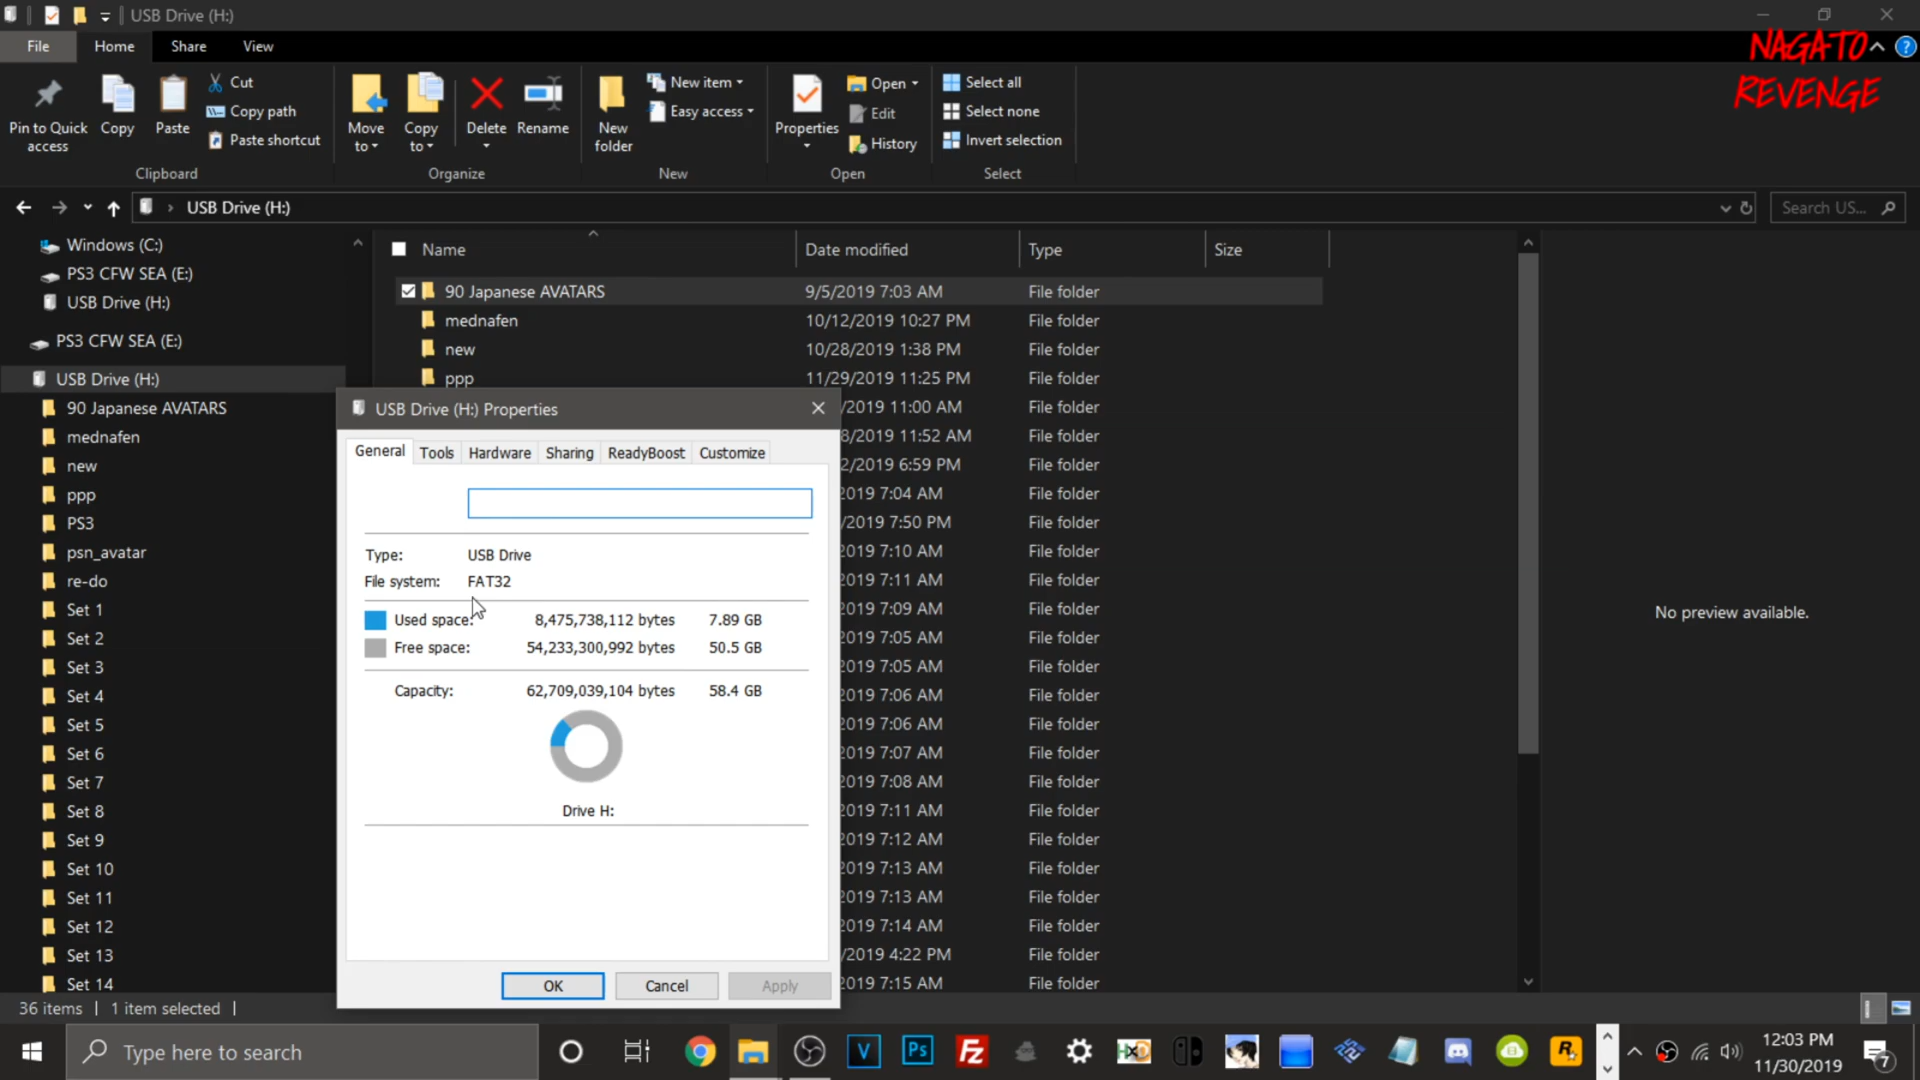 USB Drive (H:)
File
Home
Share
View
NAGATO
REVENGE
Pin to Quick access
Copy
Paste
Cut
Copy path
Paste shortcut
Clipboard
Move to
Copy to
Delete
Rename
Organize
New folder
New item
Easy access
New
Properties
Open
Edit
History
Open
Select all
Select none
Invert selection
Select
USB Drive (H:)
Search US...
Windows (C:)
PS3 CFW SEA (E:)
USB Drive (H:)
PS3 CFW SEA (E:)
USB Drive (H:)
90 Japanese AVATARS
mednafen
new
ppp
PS3
psn_avatar
re-do
Set 1
Set 2
Set 3
Set 4
Set 5
Set 6
Set 7
Set 8
Set 9
Set 10
Set 11
Set 12
Set 13
Set 14
Name Date modified Type Size
90 Japanese AVATARS 9/5/2019 7:03 AM File folder
mednafen 10/12/2019 10:27 PM File folder
new 10/28/2019 1:38 PM File folder
ppp 11/29/2019 11:25 PM File folder
/2019 11:00 AM File folder
8/2019 11:52 AM File folder
2/2019 6:59 PM File folder
2019 7:04 AM File folder
/2019 7:50 PM File folder
2019 7:10 AM File folder
2019 7:11 AM File folder
2019 7:09 AM File folder
2019 7:05 AM File folder
2019 7:05 AM File folder
2019 7:06 AM File folder
2019 7:06 AM File folder
2019 7:07 AM File folder
2019 7:08 AM File folder
2019 7:11 AM File folder
2019 7:12 AM File folder
2019 7:13 AM File folder
2019 7:13 AM File folder
2019 7:14 AM File folder
/2019 4:22 PM File folder
2019 7:15 AM File folder
USB Drive (H:) Properties
General Tools Hardware Sharing ReadyBoost Customize
Type: USB Drive
File system: FAT32
Used space: 8,475,738,112 bytes 7.89 GB
Free space: 54,233,300,992 bytes 50.5 GB
Capacity: 62,709,039,104 bytes 58.4 GB
Drive H:
OK Cancel Apply
No preview available.
36 items 1 item selected
Type here to search
V
Ps
FZ
HxD
R
12:03 PM
11/30/2019
7